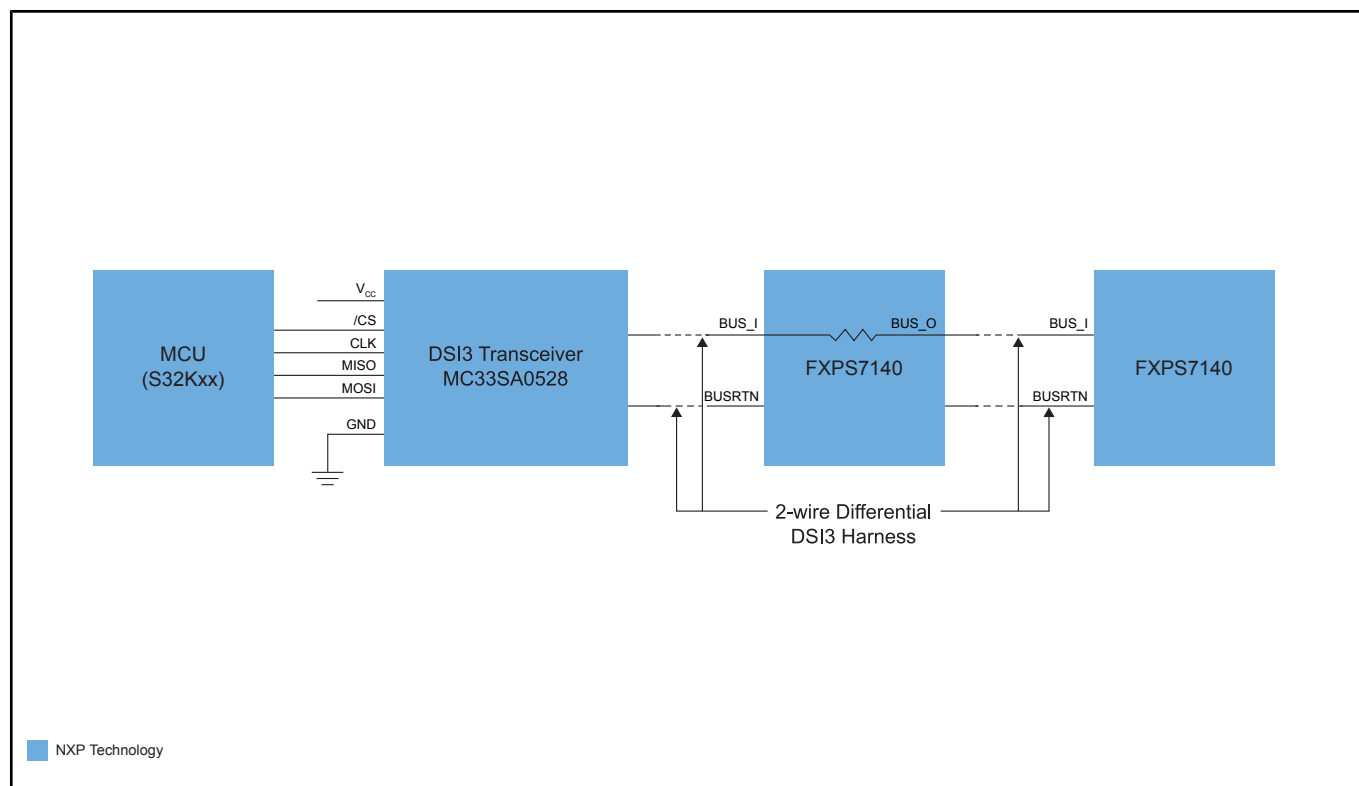 MCU
(S32Kxx)
VCC
/CS
CLK
MISO
MOSI
GND
DSI3 Transceiver
MC33SA0528
BUS_I
BUSRTN
BUS_O
FXPS7140
BUS_I
BUSRTN
FXPS7140
2-wire Differential
DSI3 Harness
NXP Technology